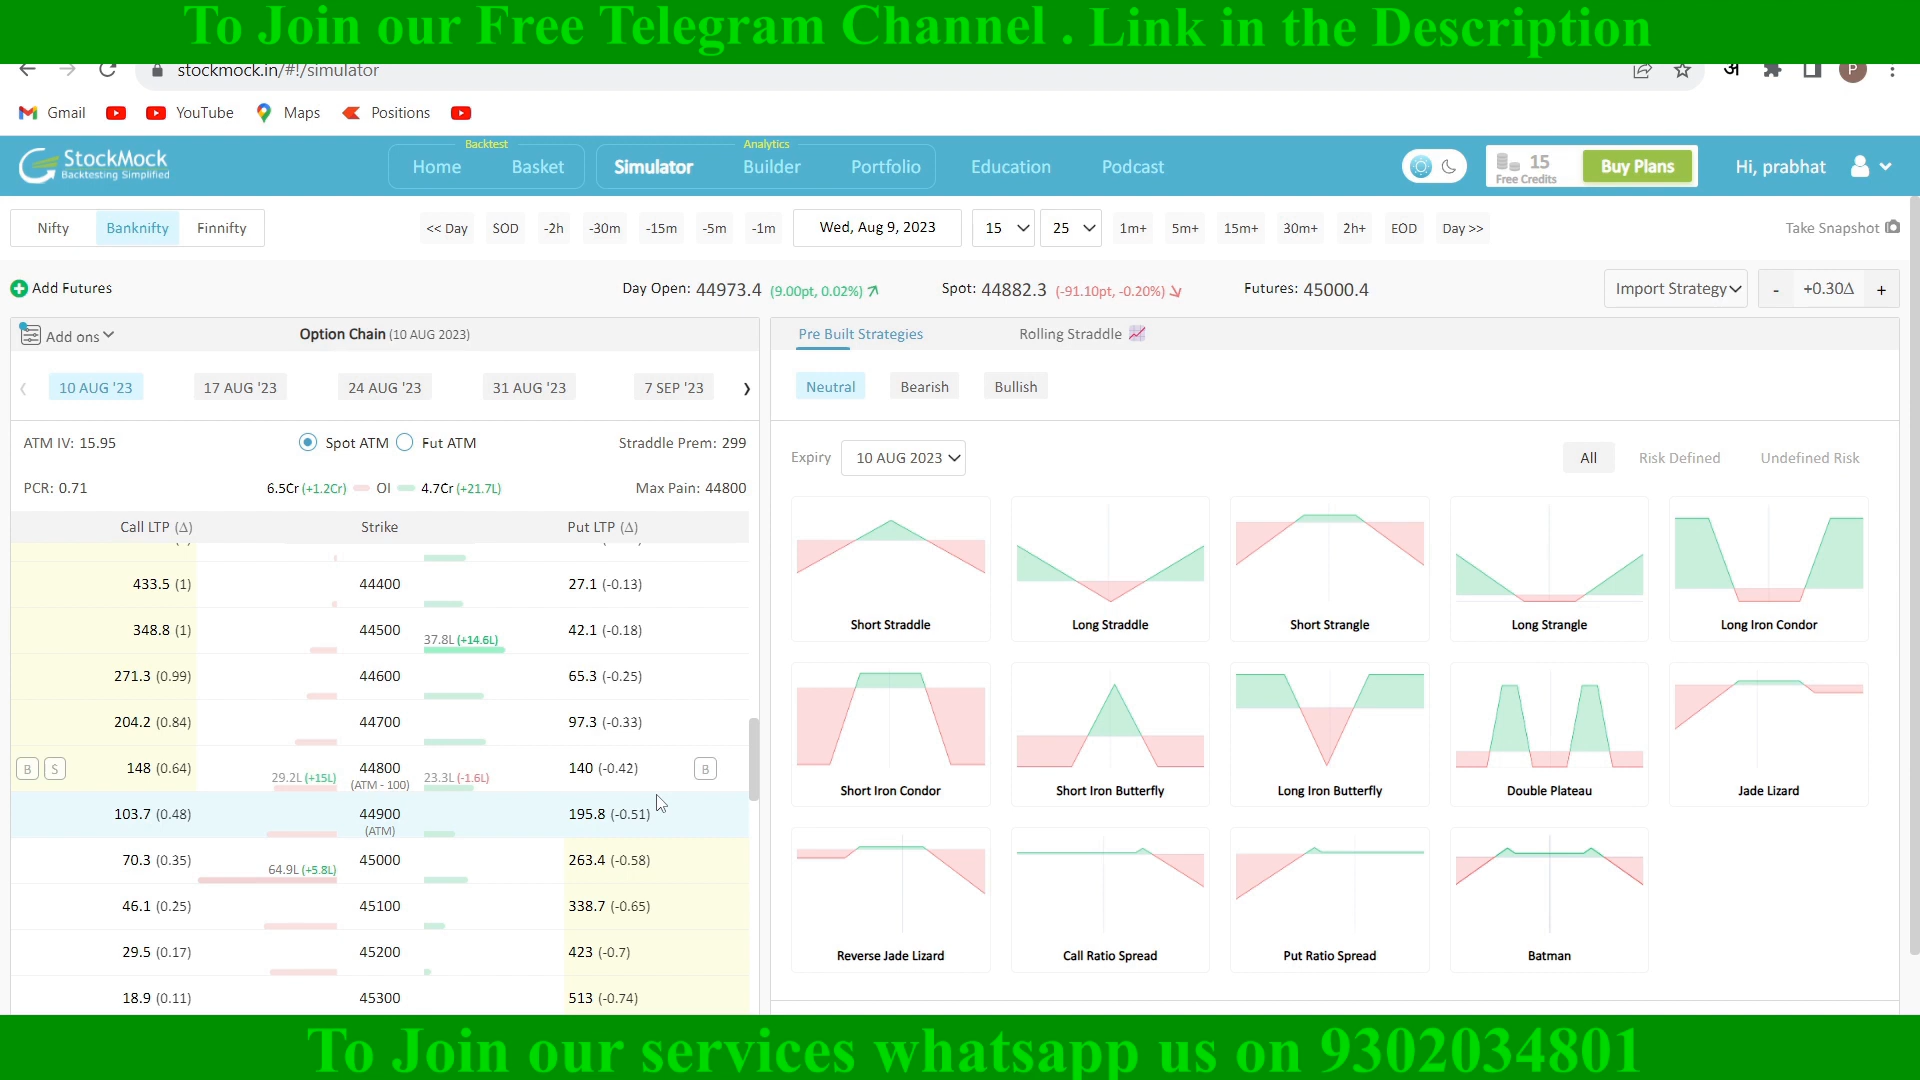 To Join our Free Telegram Channel . Link in the Description
stockmock.in/#!/simulator
अ
P
Gmail
YouTube
Maps
Positions
StockMock
Backtesting Simplified
Backtest
Home
Basket
Analytics
Simulator
Builder
Portfolio
Education
Podcast
15
Free Credits
Buy Plans
Hi, prabhat
Nifty
Banknifty
Finnifty
<< Day
SOD
-2h
-30m
-15m
-5m
-1m
Wed, Aug 9, 2023
15
25
1m+
5m+
15m+
30m+
2h+
EOD
Day >>
Take Snapshot
Add Futures
Day Open: 44973.4 (9.00pt, 0.02%)
Spot: 44882.3 (-91.10pt, -0.20%)
Futures: 45000.4
Import Strategy
- +0.30Δ +
Add ons
Option Chain (10 AUG 2023)
10 AUG '23
17 AUG '23
24 AUG '23
31 AUG '23
7 SEP '23
ATM IV: 15.95
Spot ATM
Fut ATM
Straddle Prem: 299
PCR: 0.71
6.5Cr (+1.2Cr) OI 4.7Cr (+21.7L)
Max Pain: 44800
Call LTP (Δ) Strike Put LTP (Δ)
433.5 (1) 44400 27.1 (-0.13)
348.8 (1) 44500 37.8L (+14.6L) 42.1 (-0.18)
271.3 (0.99) 44600 65.3 (-0.25)
204.2 (0.84) 44700 97.3 (-0.33)
B S 148 (0.64) 29.2L (+15L) 44800 23.3L (-1.6L) 140 (-0.42) B
(ATM - 100)
103.7 (0.48) 44900 195.8 (-0.51)
(ATM)
70.3 (0.35) 64.9L (+5.8L) 45000 263.4 (-0.58)
46.1 (0.25) 45100 338.7 (-0.65)
29.5 (0.17) 45200 423 (-0.7)
18.9 (0.11) 45300 513 (-0.74)
Pre Built Strategies
Rolling Straddle
Neutral
Bearish
Bullish
Expiry
10 AUG 2023
All
Risk Defined
Undefined Risk
Short Straddle
Long Straddle
Short Strangle
Long Strangle
Long Iron Condor
Short Iron Condor
Short Iron Butterfly
Long Iron Butterfly
Double Plateau
Jade Lizard
Reverse Jade Lizard
Call Ratio Spread
Put Ratio Spread
Batman
To Join our services whatsapp us on 9302034801